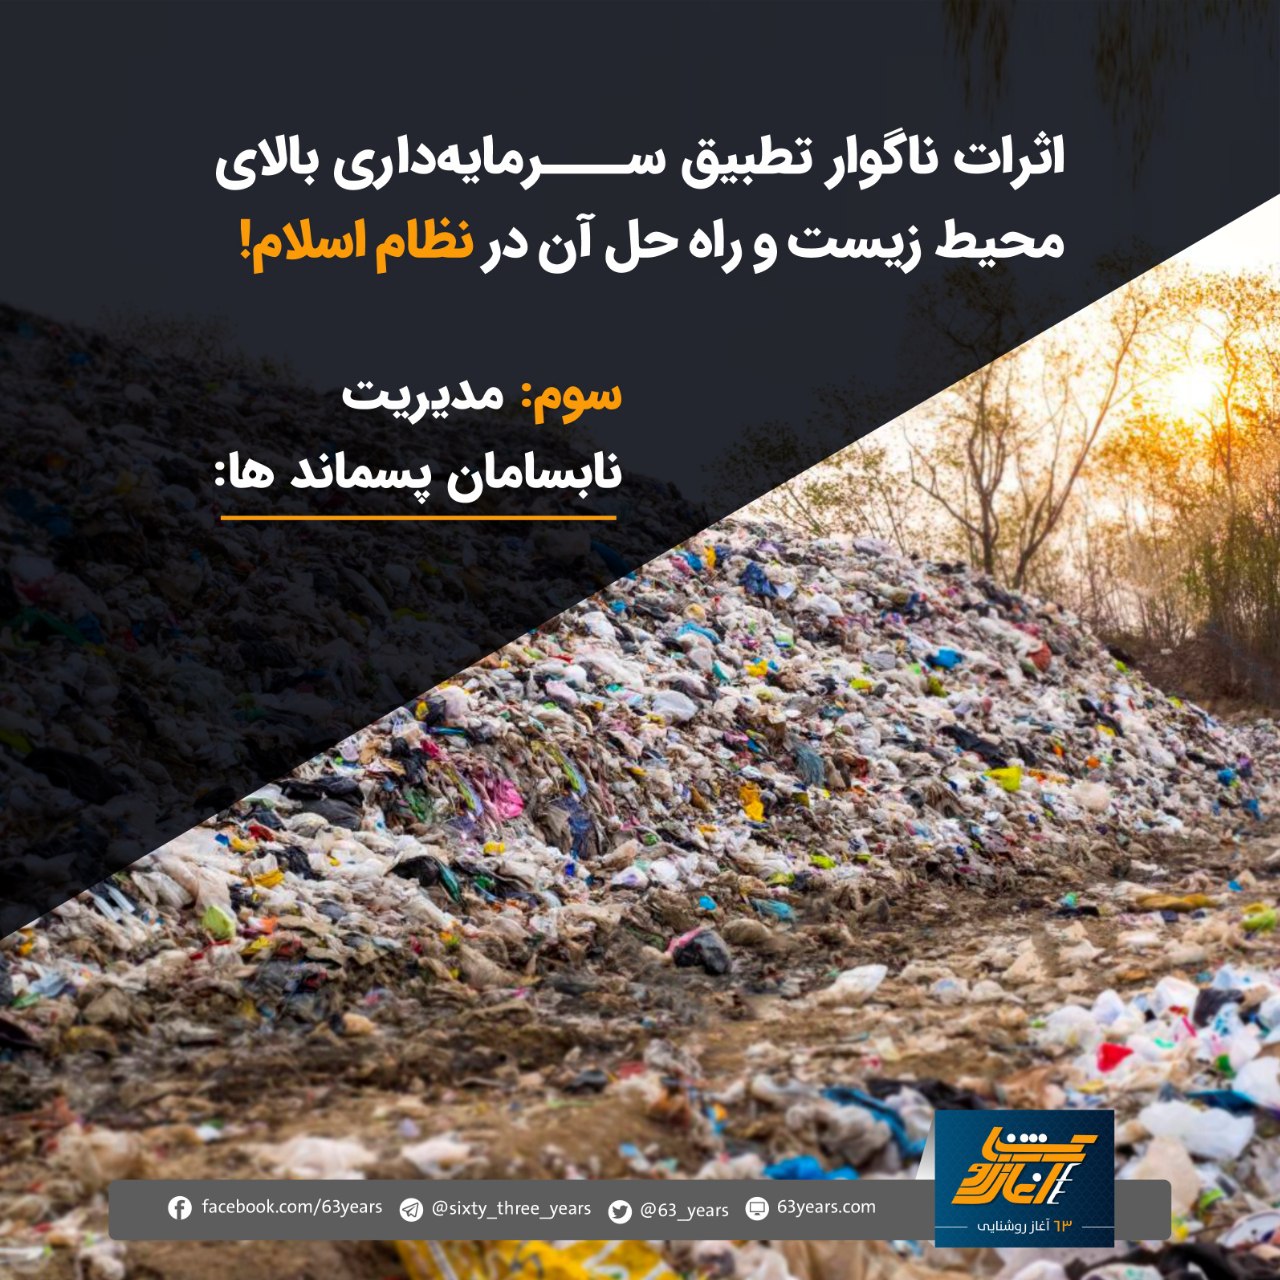 اثرات ناگوار تطبیق سـرمایه‌داری بالای
محیط زیست و راه حل آن در نظام اسلام!
سوم: مدیریت
نابسامان پسماند ها:
facebook.com/63years @sixty_three_years @63_years 63years.com
۶۳ آغاز روشنایی